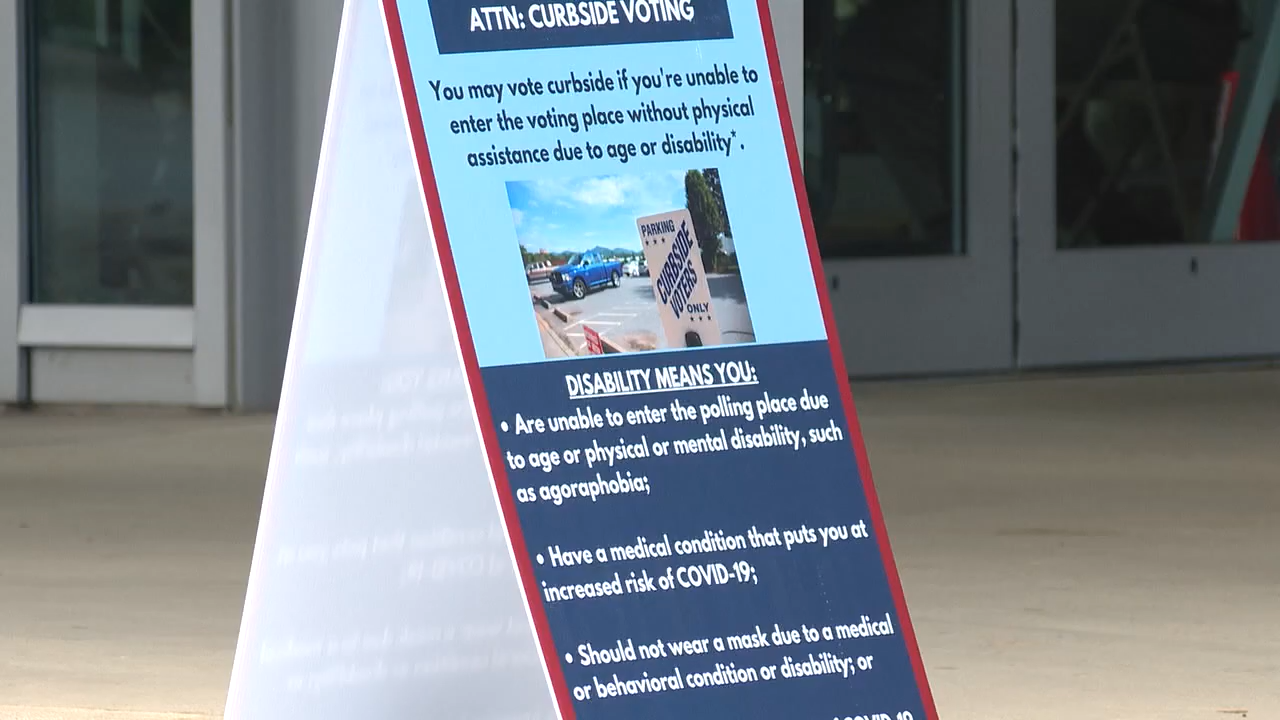 ATTN: CURBSIDE VOTING
You may vote curbside if you're unable to
enter the voting place without physical
assistance due to age or disability*.
PARKING
CURBSIDE
VOTERS
ONLY
DISABILITY MEANS YOU:
• Are unable to enter the polling place due
to age or physical or mental disability, such
as agoraphobia;
• Have a medical condition that puts you at
increased risk of COVID-19;
• Should not wear a mask due to a medical
or behavioral condition or disability; or
COVID-19